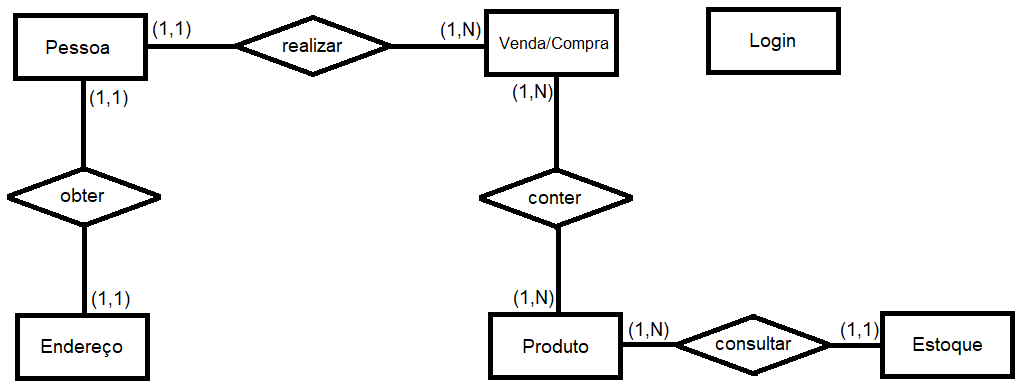 Pessoa
(1,1)
realizar
(1,N)
Venda/Compra
Login
(1,1)
(1,N)
obter
conter
(1,1)
(1,N)
Endereço
Produto
(1,N)
consultar
(1,1)
Estoque